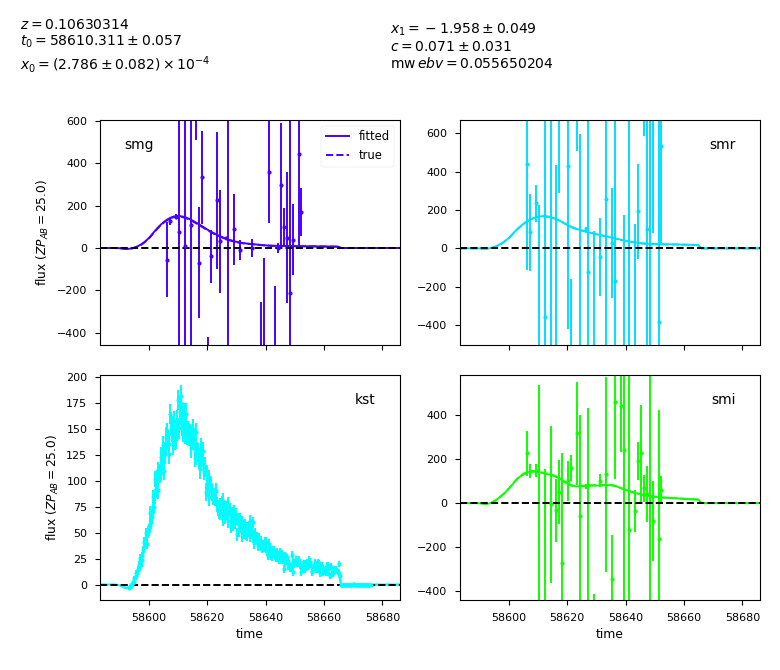 z = 0.10630314
t₀ = 58610.311 ± 0.057
x₀ = (2.786 ± 0.082) × 10⁻⁴
x₁ = −1.958 ± 0.049
c = 0.071 ± 0.031
mw ebv = 0.055650204
600
400
200
0
−200
−400
flux (ZP_AB = 25.0)
smg
fitted
true
600
400
200
0
−200
−400
smr
200
175
150
125
100
75
50
25
0
flux (ZP_AB = 25.0)
kst
58600 58620 58640 58660 58680
time
400
200
0
−200
−400
smi
58600 58620 58640 58660 58680
time